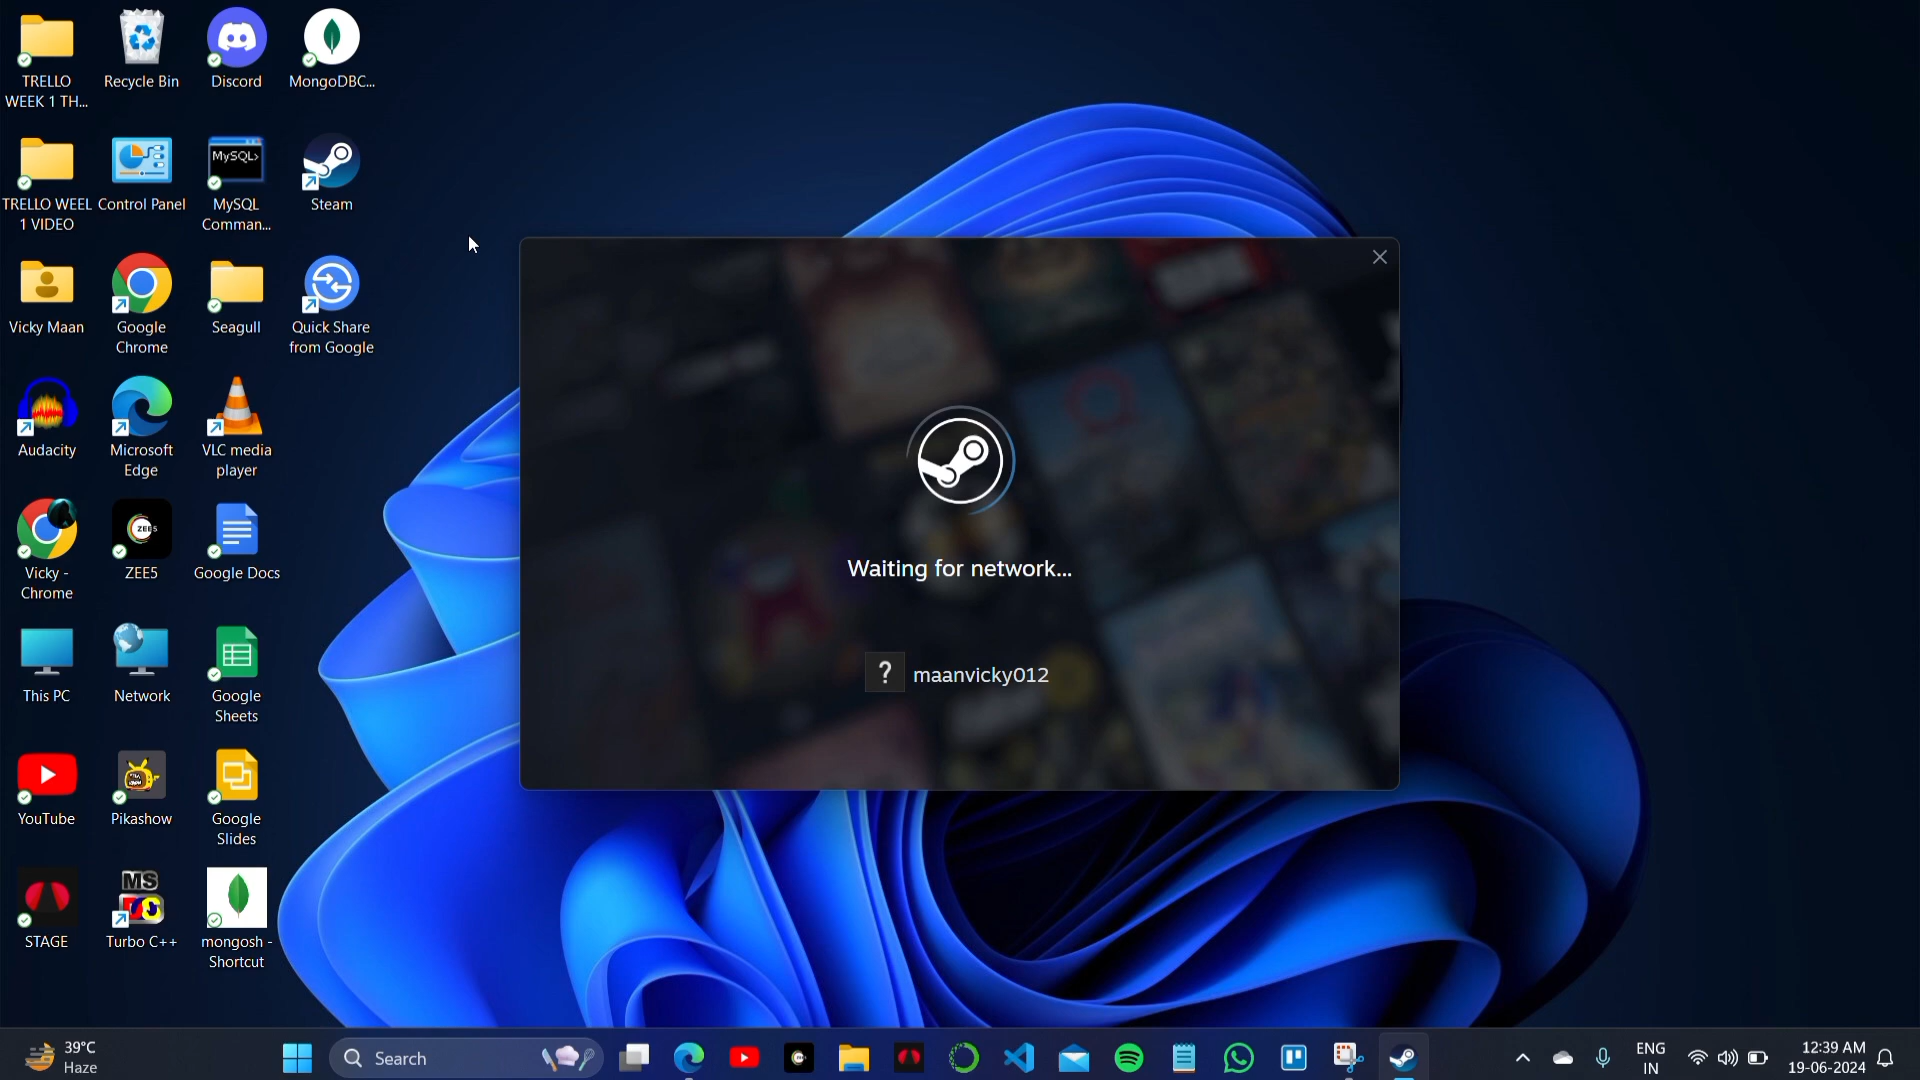 TRELLO
WEEK 1 TH...
Recycle Bin
Discord
MongoDBC...
TRELLO WEEL
1 VIDEO
Control Panel
MySQL>
MySQL
Comman...
Steam
Vicky Maan
Google
Chrome
Seagull
Quick Share
from Google
Audacity
Microsoft
Edge
VLC media
player
Vicky -
Chrome
ZEE5
ZEE5
Google Docs
This PC
Network
Google
Sheets
YouTube
Pikashow
Google
Slides
STAGE
MS
Turbo C++
mongosh -
Shortcut
Waiting for network...
?
maanvicky012
39°C
Haze
Search
ENG
IN
12:39 AM
19-06-2024